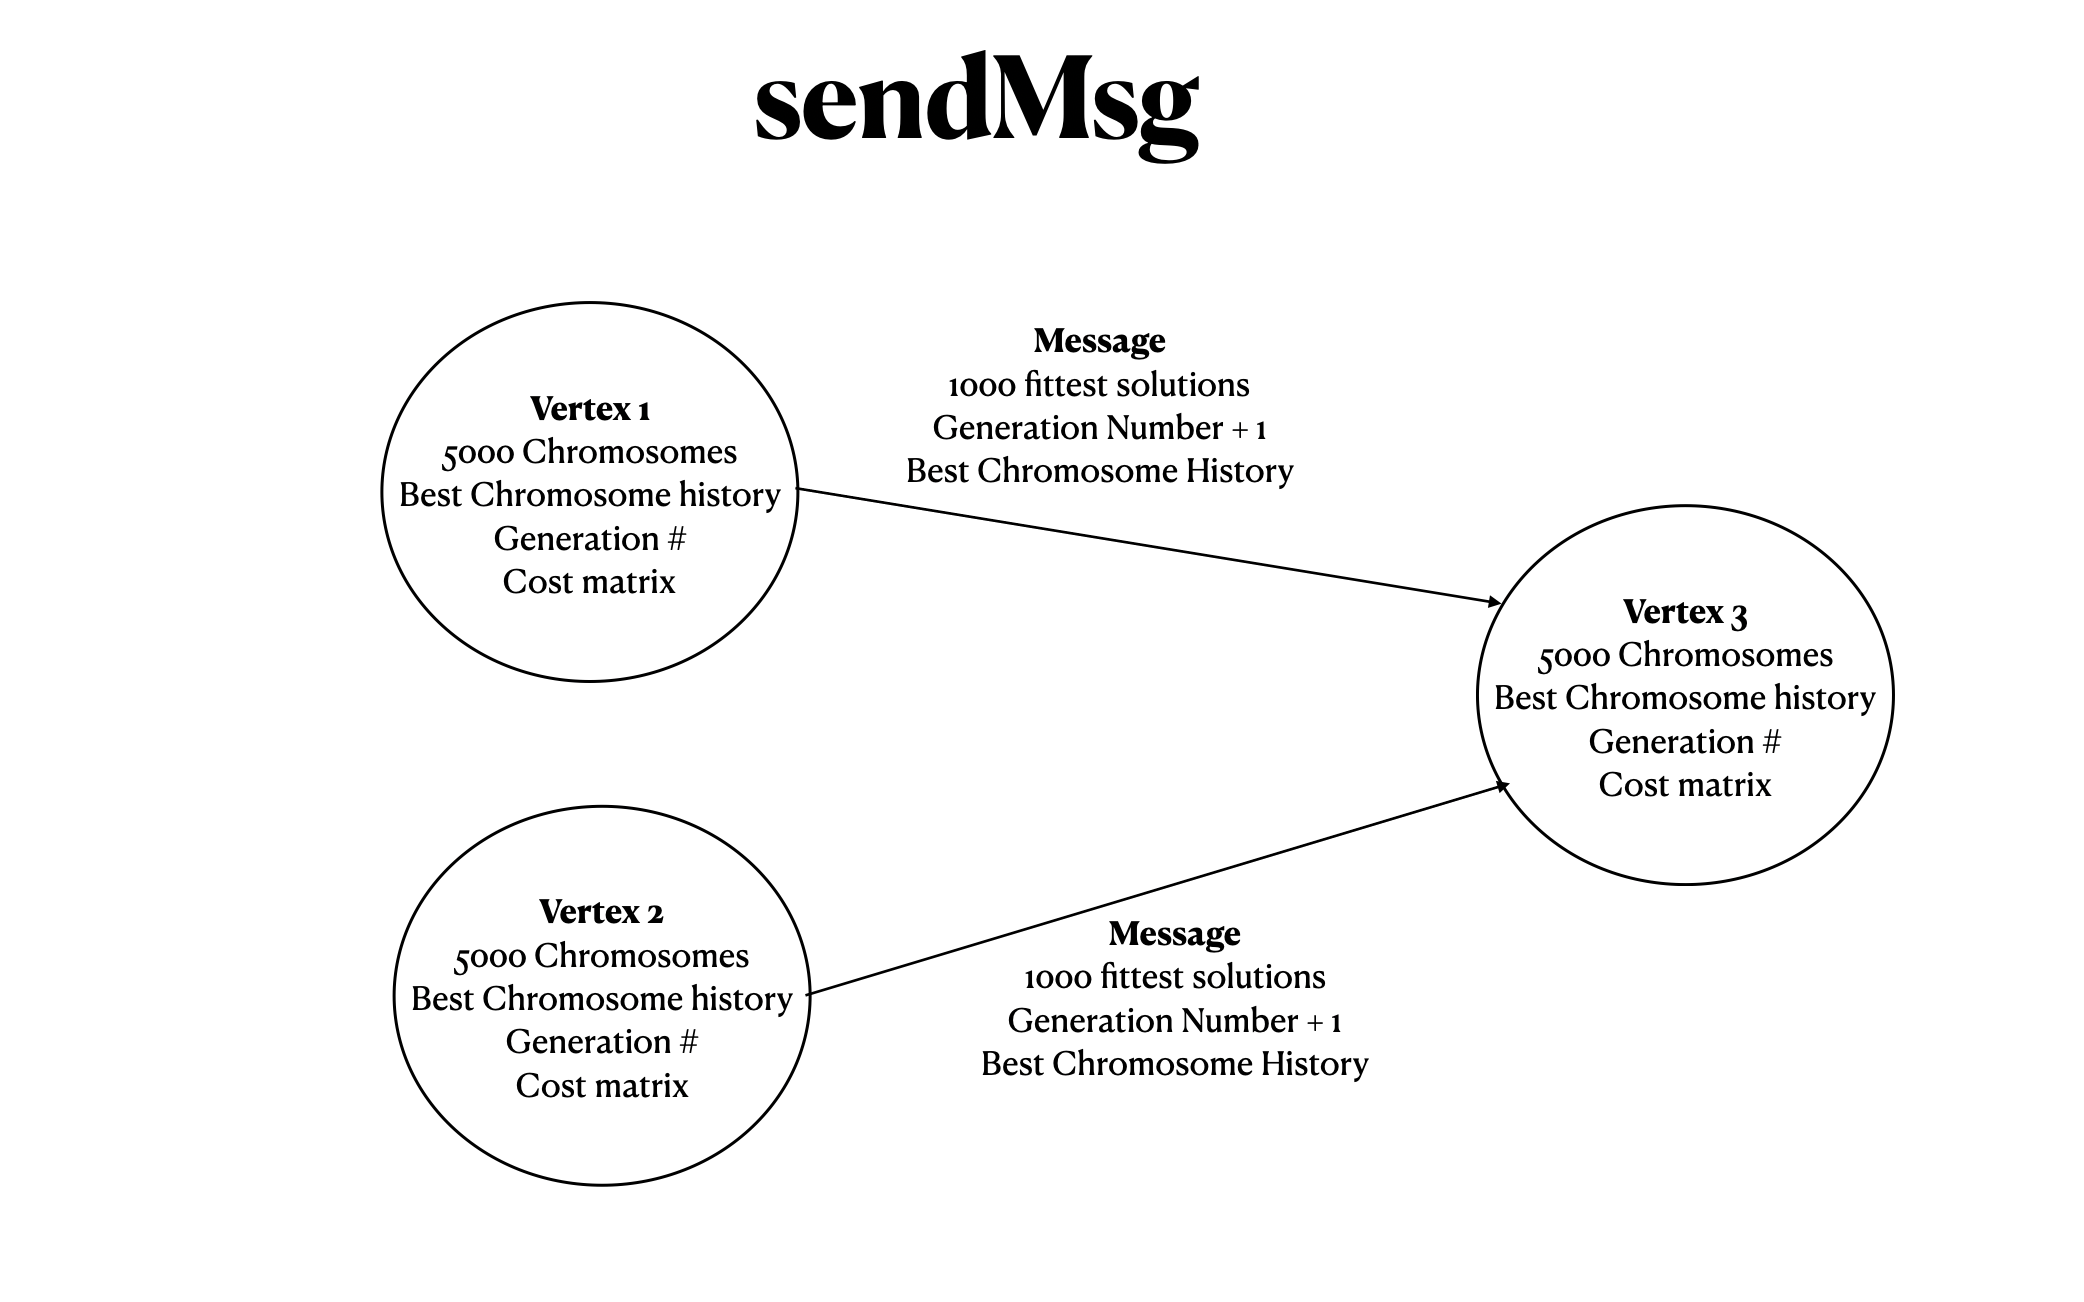 sendMsg
Vertex 1
5000 Chromosomes
Best Chromosome history
Generation #
Cost matrix
Message
1000 fittest solutions
Generation Number + 1
Best Chromosome History
Vertex 3
5000 Chromosomes
Best Chromosome history
Generation #
Cost matrix
Vertex 2
5000 Chromosomes
Best Chromosome history
Generation #
Cost matrix
Message
1000 fittest solutions
Generation Number + 1
Best Chromosome History